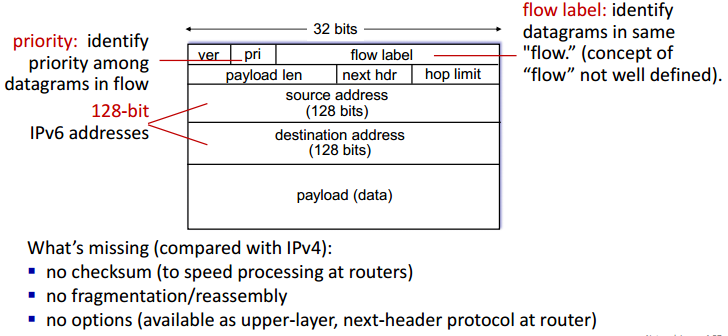 32 bits
priority: identify
priority among
datagrams in flow
128-bit
IPv6 addresses
flow label: identify
datagrams in same
"flow.” (concept of
“flow” not well defined).
ver pri flow label
payload len next hdr hop limit
source address
(128 bits)
destination address
(128 bits)
payload (data)
What’s missing (compared with IPv4):
▪ no checksum (to speed processing at routers)
▪ no fragmentation/reassembly
▪ no options (available as upper-layer, next-header protocol at router)